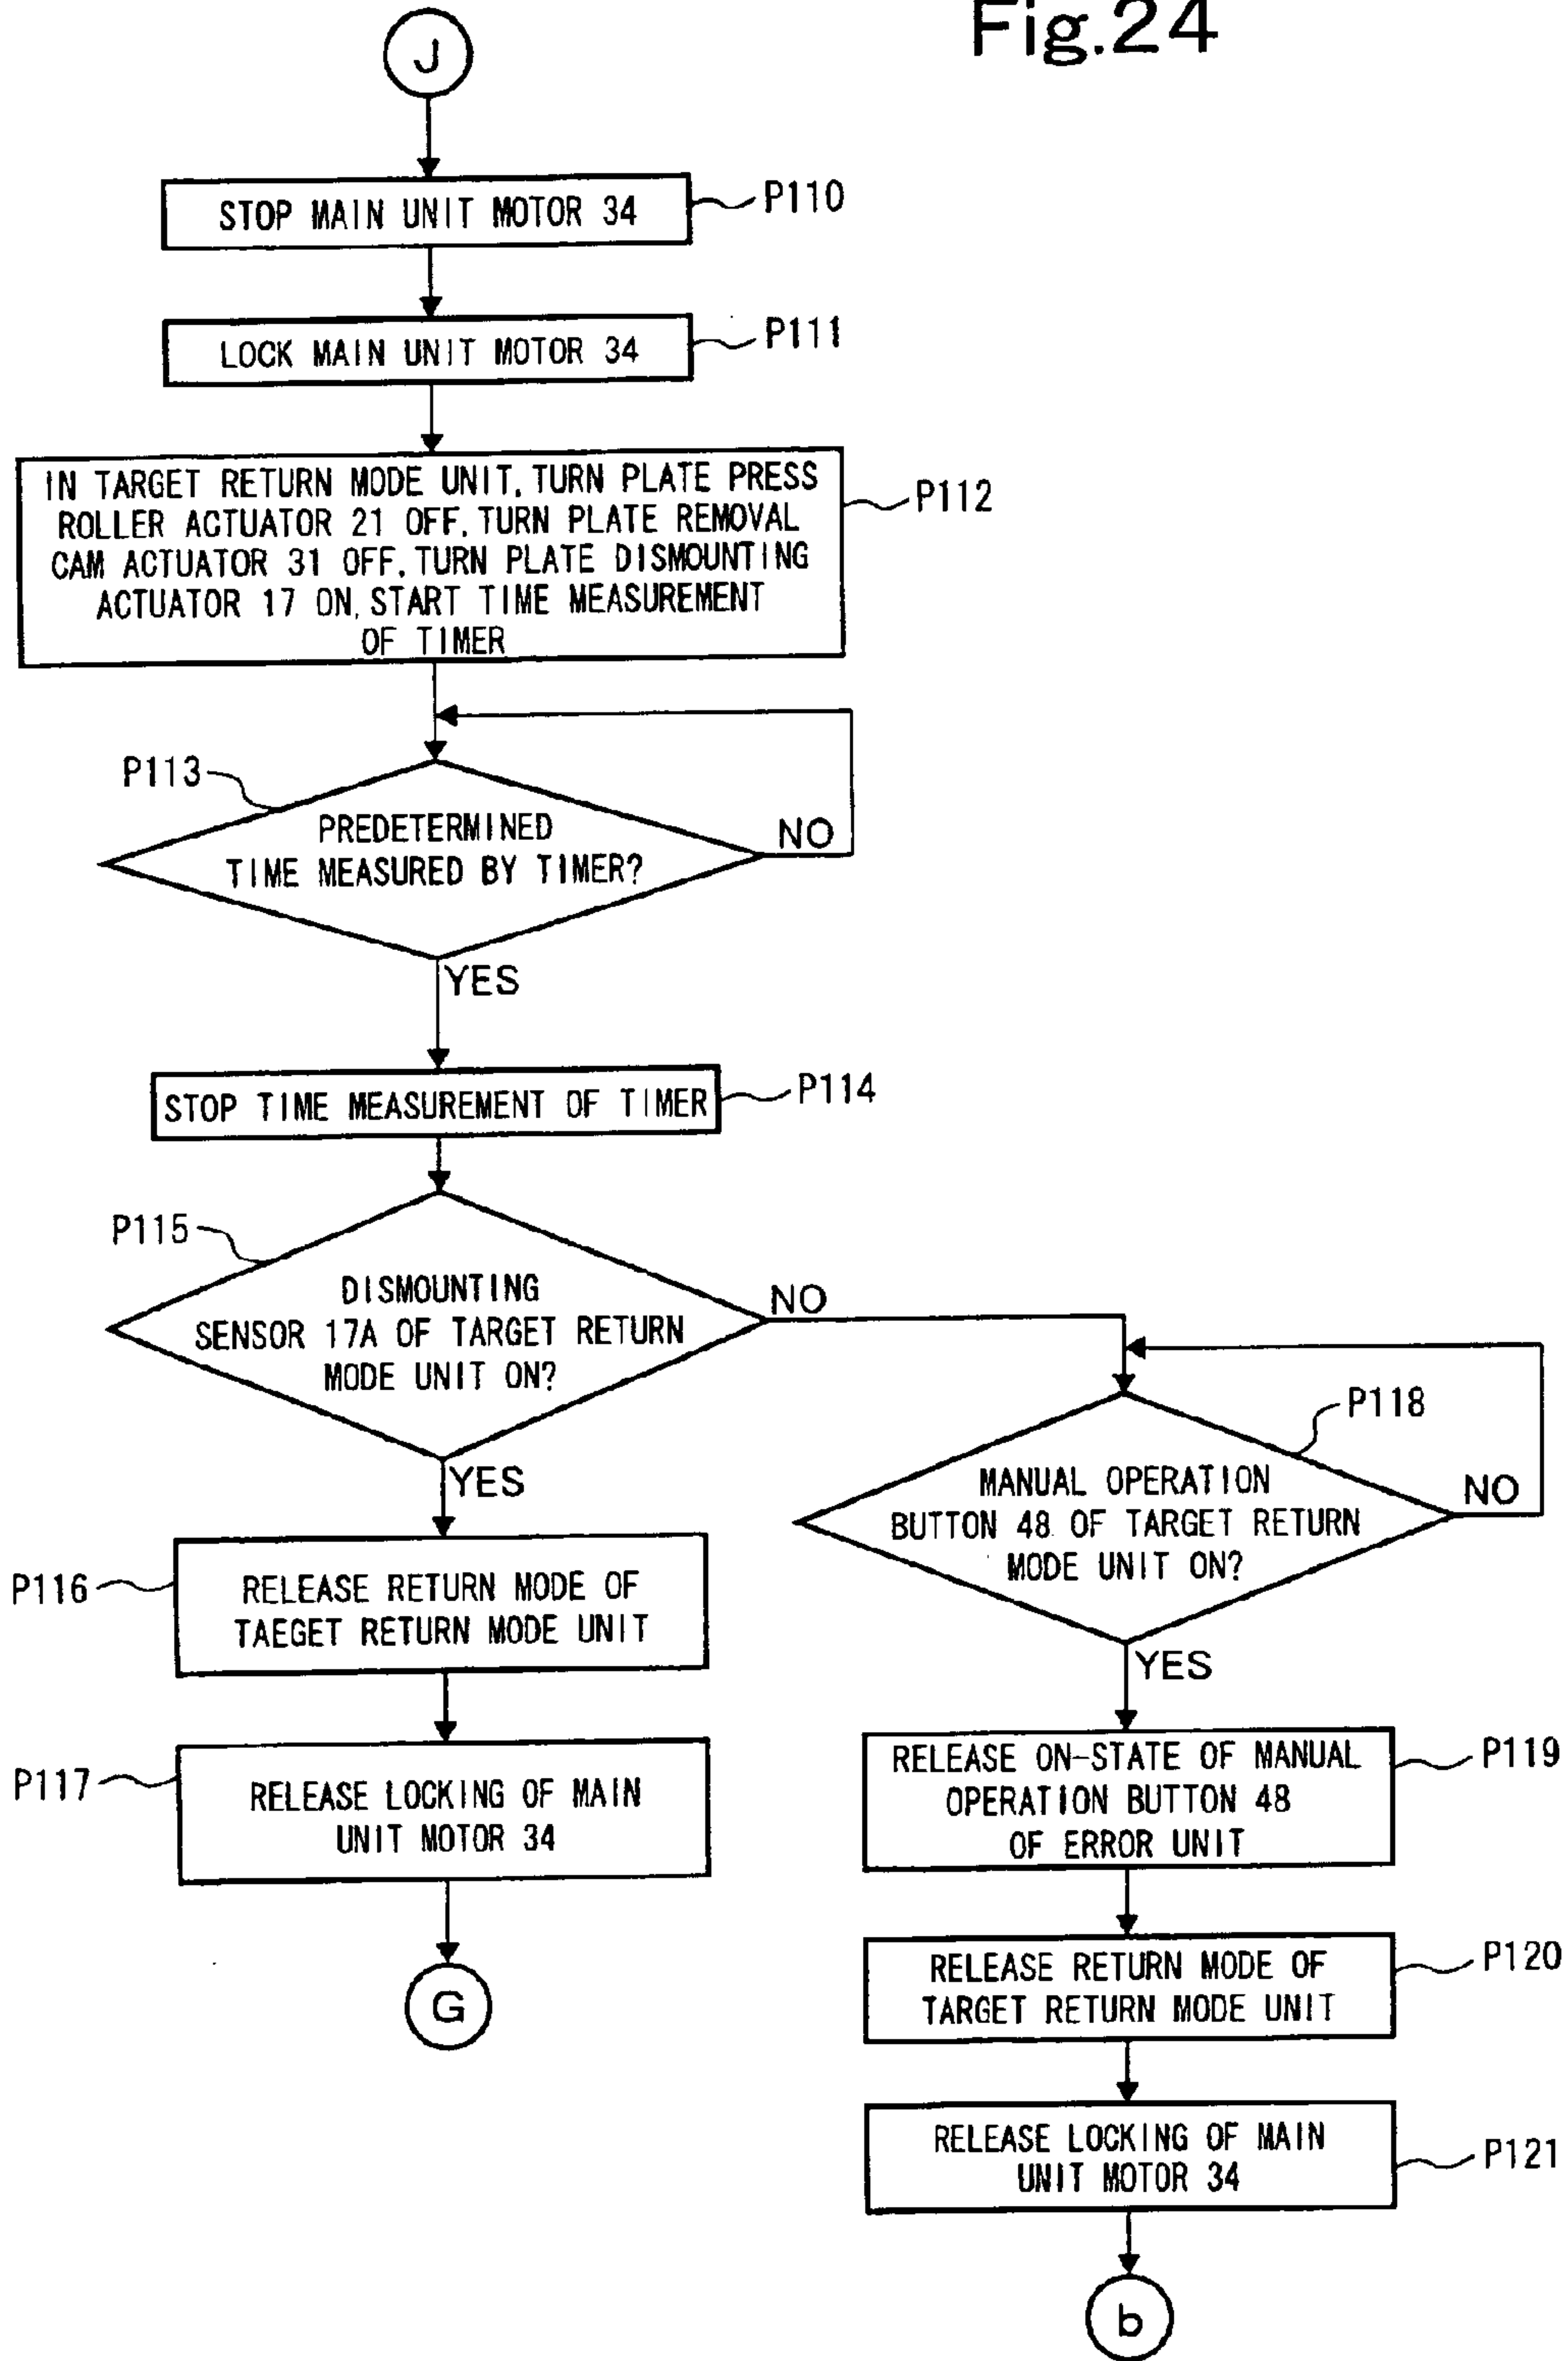 Fig.24
J
STOP MAIN UNIT MOTOR 34
P110
LOCK MAIN UNIT MOTOR 34
P111
IN TARGET RETURN MODE UNIT, TURN PLATE PRESS
ROLLER ACTUATOR 21 OFF, TURN PLATE REMOVAL
CAM ACTUATOR 31 OFF, TURN PLATE DISMOUNTING
ACTUATOR 17 ON, START TIME MEASUREMENT
OF TIMER
P112
P113
PREDETERMINED
TIME MEASURED BY TIMER?
NO
YES
STOP TIME MEASUREMENT OF TIMER
P114
P115
DISMOUNTING
SENSOR 17A OF TARGET RETURN
MODE UNIT ON?
NO
YES
P118
MANUAL OPERATION
BUTTON 48 OF TARGET RETURN
MODE UNIT ON?
NO
YES
P116
RELEASE RETURN MODE OF
TAEGET RETURN MODE UNIT
P117
RELEASE LOCKING OF MAIN
UNIT MOTOR 34
G
RELEASE ON-STATE OF MANUAL
OPERATION BUTTON 48
OF ERROR UNIT
P119
RELEASE RETURN MODE OF
TARGET RETURN MODE UNIT
P120
RELEASE LOCKING OF MAIN
UNIT MOTOR 34
P121
b